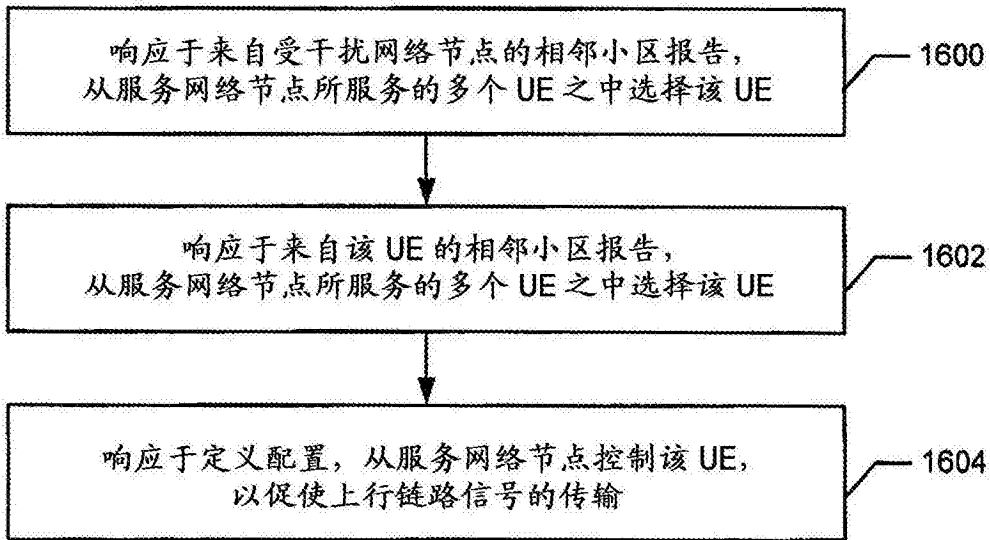 响应于来自受干扰网络节点的相邻小区报告,
从服务网络节点所服务的多个 UE 之中选择该 UE
1600
响应于来自该 UE 的相邻小区报告,
从服务网络节点所服务的多个 UE 之中选择该 UE
1602
响应于定义配置，从服务网络节点控制该 UE,
以促使上行链路信号的传输
1604